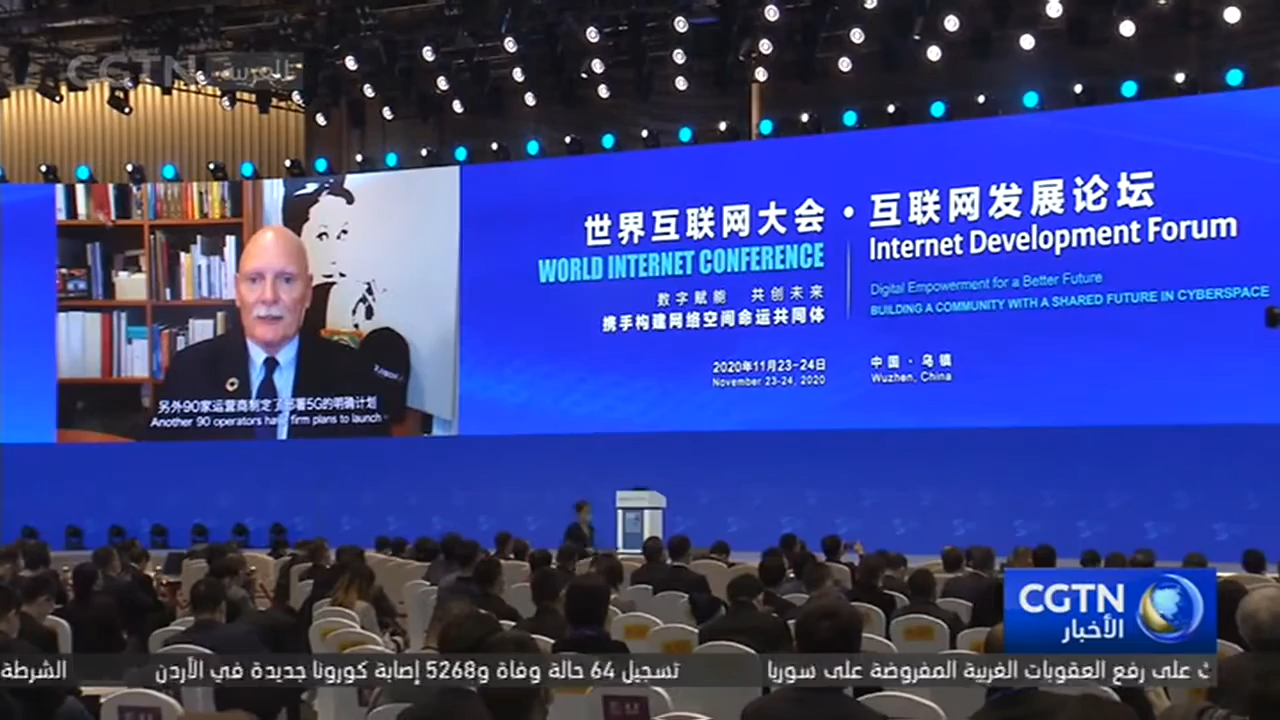 CGTN العربية
世界互联网大会 · 互联网发展论坛
WORLD INTERNET CONFERENCE
Internet Development Forum
数字赋能 共创未来
携手构建网络空间命运共同体
Digital Empowerment for a Better Future
BUILDING A COMMUNITY WITH A SHARED FUTURE IN CYBERSPACE
2020年11月23-24日
November 23-24, 2020
中国 · 乌镇
Wuzhen, China
另外90家运营商制定了部署5G的明确计划
Another 90 operators have firm plans to launch
CGTN
الأخبار
على رفع العقوبات الغربية المفروضة على سوريا
تسجيل 64 حالة وفاة و5268 إصابة كورونا جديدة في الأردن
الشرطة